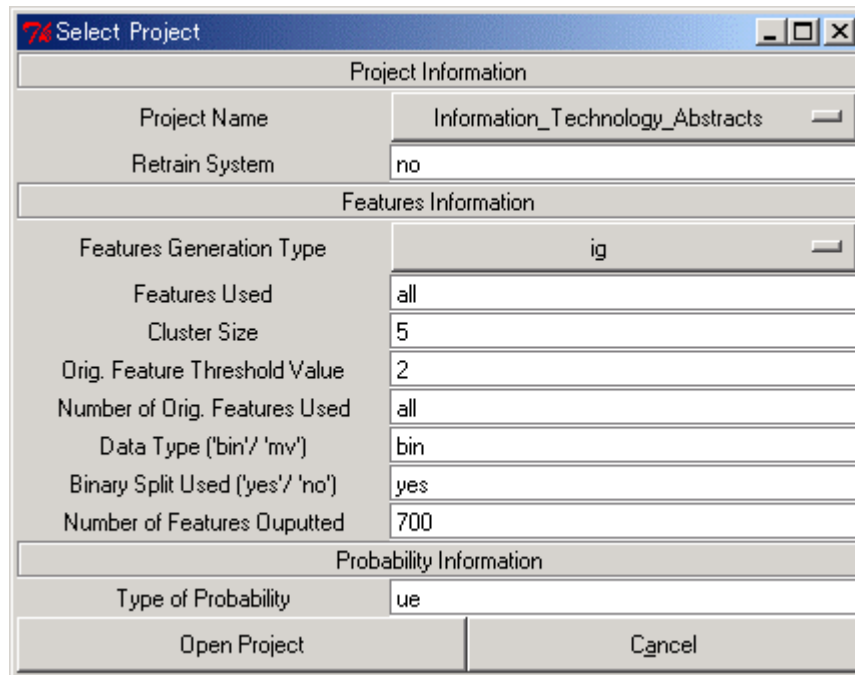 7k Select Project
Project Information
Project Name Information_Technology_Abstracts
Retrain System no
Features Information
Features Generation Type ig
Features Used all
Cluster Size 5
Orig. Feature Threshold Value 2
Number of Orig. Features Used all
Data Type ('bin'/ 'mv') bin
Binary Split Used ('yes'/ 'no') yes
Number of Features Ouputted 700
Probability Information
Type of Probability ue
Open Project Cancel